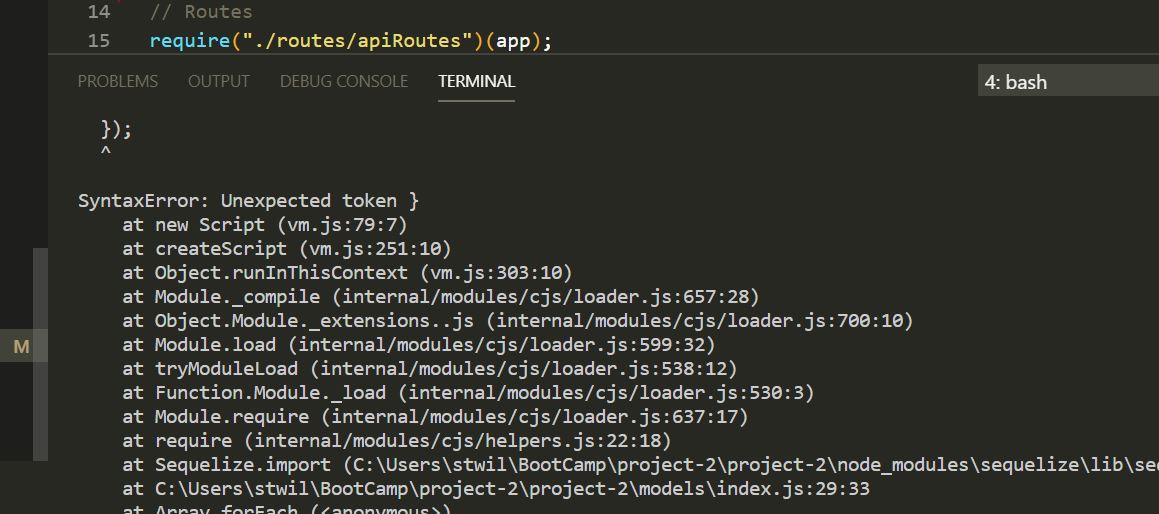 14 // Routes
15 require("./routes/apiRoutes")(app);
PROBLEMS OUTPUT DEBUG CONSOLE TERMINAL 4: bash
});
^
SyntaxError: Unexpected token }
at new Script (vm.js:79:7)
at createScript (vm.js:251:10)
at Object.runInThisContext (vm.js:303:10)
at Module._compile (internal/modules/cjs/loader.js:657:28)
at Object.Module._extensions..js (internal/modules/cjs/loader.js:700:10)
at Module.load (internal/modules/cjs/loader.js:599:32)
M
at tryModuleLoad (internal/modules/cjs/loader.js:538:12)
at Function.Module._load (internal/modules/cjs/loader.js:530:3)
at Module.require (internal/modules/cjs/loader.js:637:17)
at require (internal/modules/cjs/helpers.js:22:18)
at Sequelize.import (C:\Users\stwil\BootCamp\project-2\project-2\node_modules\sequelize\lib\se
at C:\Users\stwil\BootCamp\project-2\project-2\models\index.js:29:33
at Array.forEach (<anonymous>)